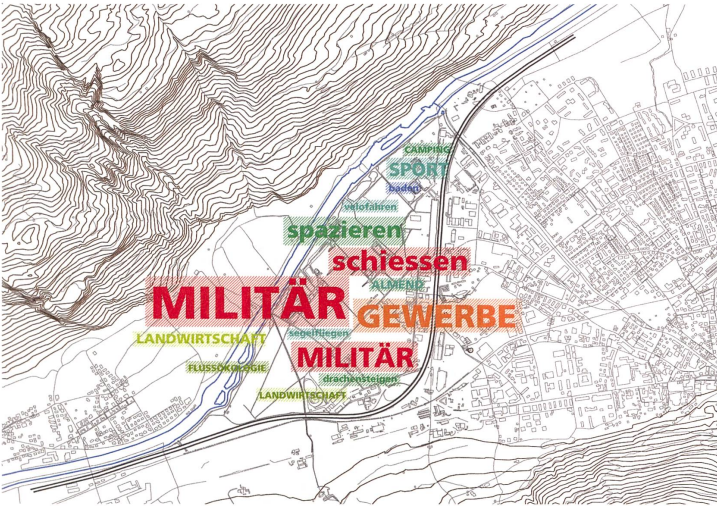 CAMPING
SPORT
baden
velofahren
spazieren
schiessen
ALMEND
MILITÄR
GEWERBE
segelfliegen
LANDWIRTSCHAFT
MILITÄR
FLUSSÖKOLOGIE
drachensteigen
LANDWIRTSCHAFT